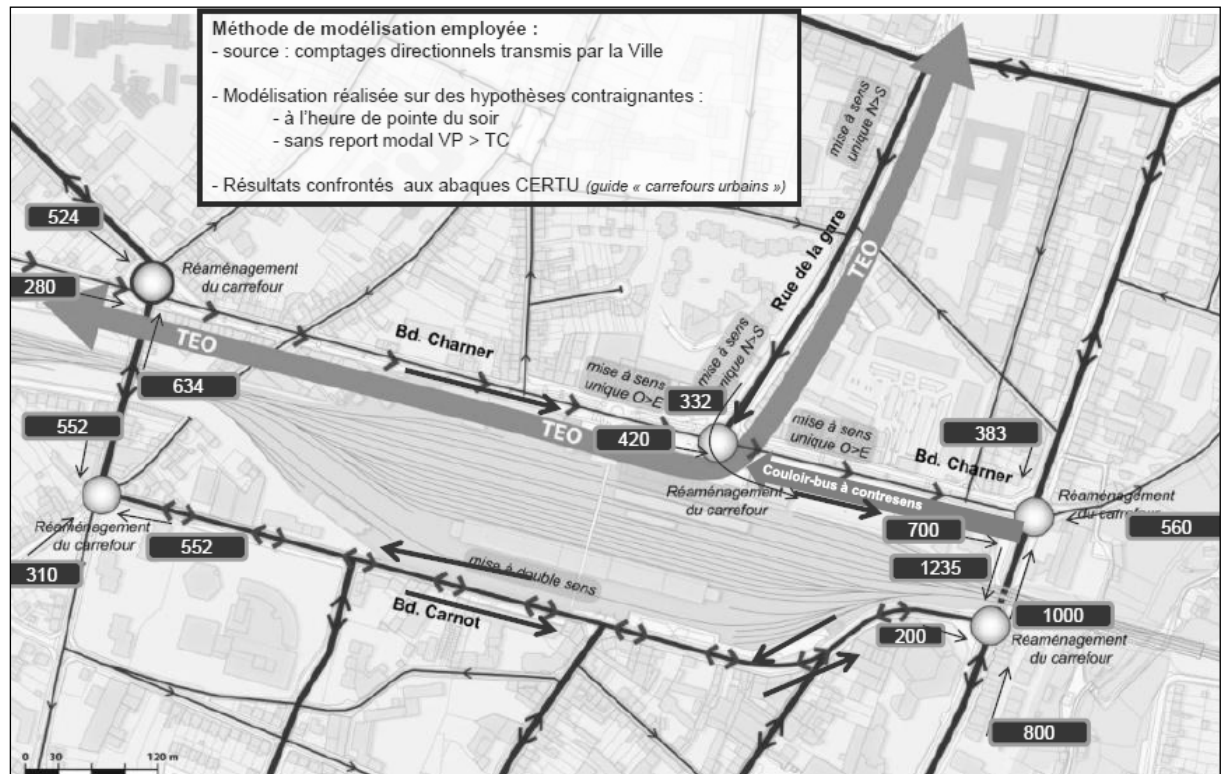 Méthode de modélisation employée :
- source : comptages directionnels transmis par la Ville
- Modélisation réalisée sur des hypothèses contraignantes :
- à l'heure de pointe du soir
- sans report modal VP > TC
- Résultats confrontés aux abaques CERTU (guide « carrefours urbains »)
mise à sens
unique N>S
TEO
Rue de la gare
524
Réaménagement
du carrefour
280
TEO
Bd. Charner
634
mise à sens
unique O>E
mise à sens
unique N>S
332
TEO
420
mise à sens
unique O>E
383
Bd. Charner
552
Couloir-bus à contresens
Réaménagement
du carrefour
Réaménagement
du carrefour
560
700
Réaménagement
du carrefour
552
310
1235
mise à double sens
Bd. Carnot
1000
200
Réaménagement
du carrefour
800
0 30 120 m